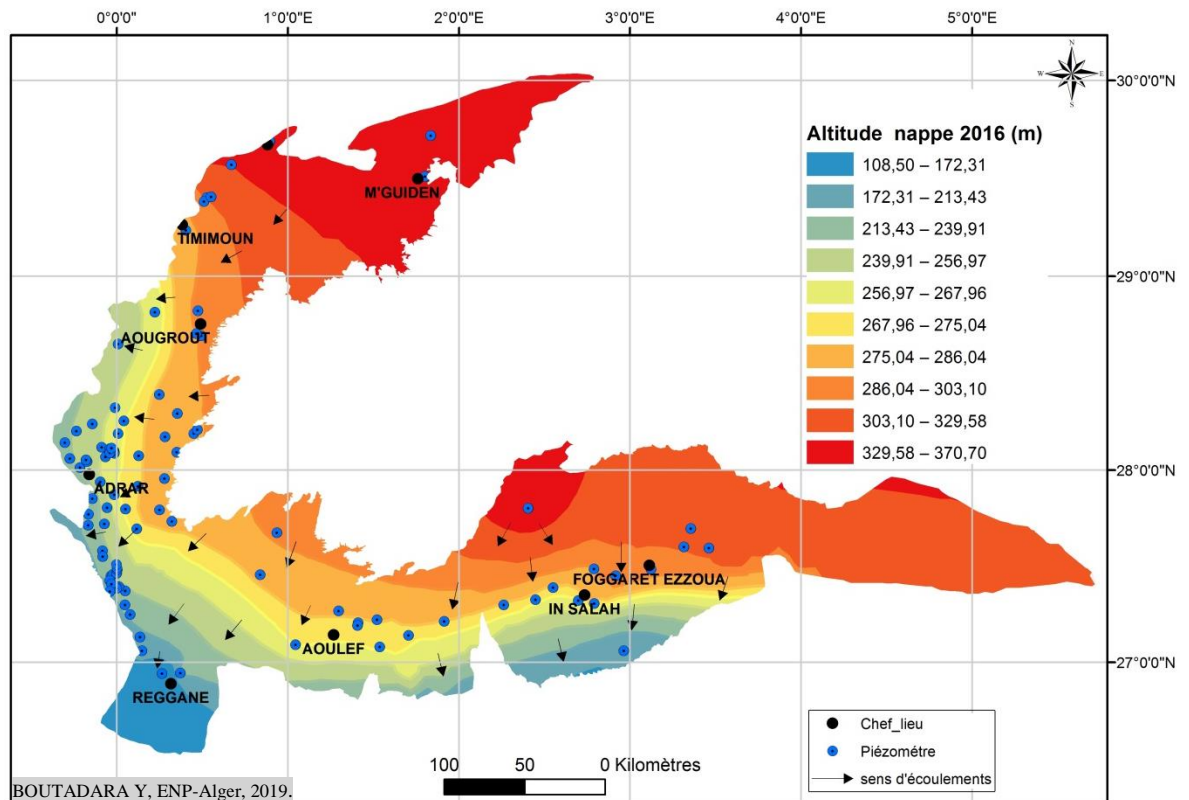 0°0'0" 1°0'0" 2°0'0" 3°0'0" 4°0'0" 5°0'0"
N
W E
S
30°0'0"N
Altitude nappe 2016 (m)
108,50 – 172,31
172,31 – 213,43
213,43 – 239,91
239,91 – 256,97
256,97 – 267,96
267,96 – 275,04
275,04 – 286,04
286,04 – 303,10
303,10 – 329,58
329,58 – 370,70
M'GUIDEN
TIMIMOUN
29°0'0"N
AOUGROUT
28°0'0"N
ADRAR
FOGGARET EZZOUA
IN SALAH
AOULEF
27°0'0"N
REGGANE
Chef_lieu
Piézométre
sens d'écoulements
100 50 0 Kilomètres
BOUTADARA Y, ENP-Alger, 2019.